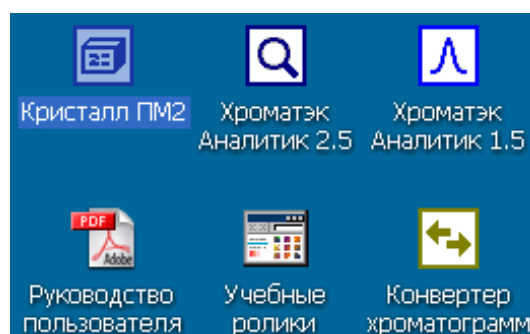 Кристалл ПМ2
Хроматэк
Аналитик 2.5
Хроматэк
Аналитик 1.5
PDF
Adobe
Руководство
пользователя
Учебные
ролики
Конвертер
хроматограмм